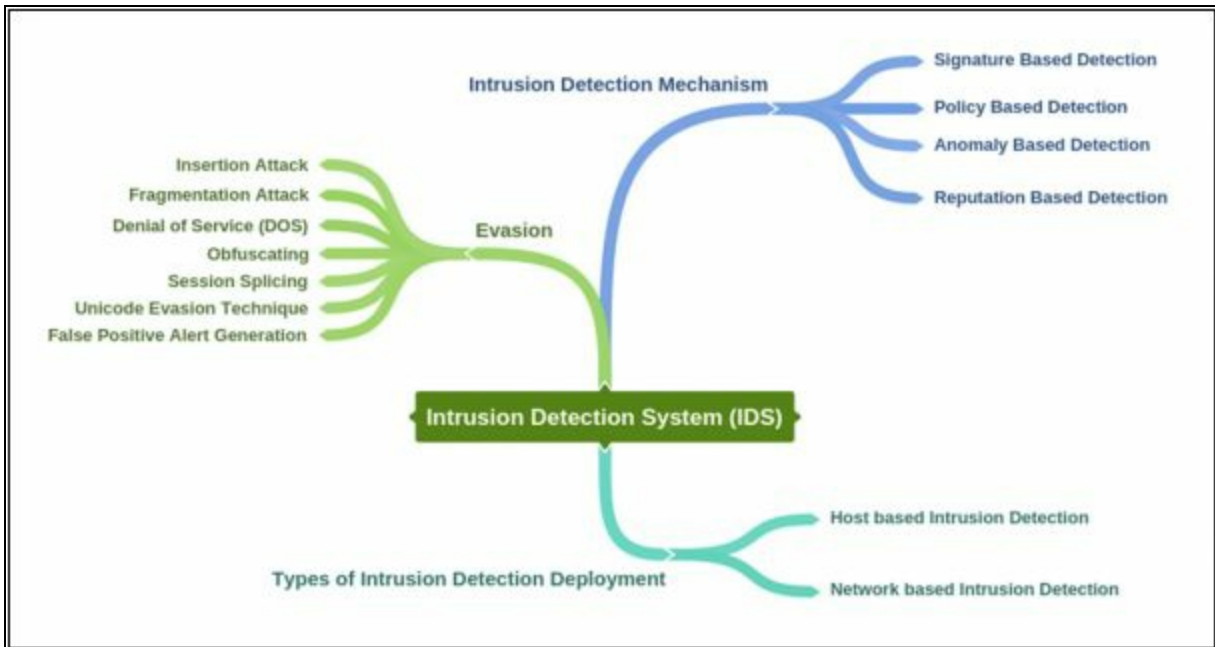 Intrusion Detection Mechanism
Signature Based Detection
Policy Based Detection
Anomaly Based Detection
Reputation Based Detection
Insertion Attack
Fragmentation Attack
Denial of Service (DOS)
Obfuscating
Session Splicing
Unicode Evasion Technique
False Positive Alert Generation
Evasion
Intrusion Detection System (IDS)
Types of Intrusion Detection Deployment
Host based Intrusion Detection
Network based Intrusion Detection